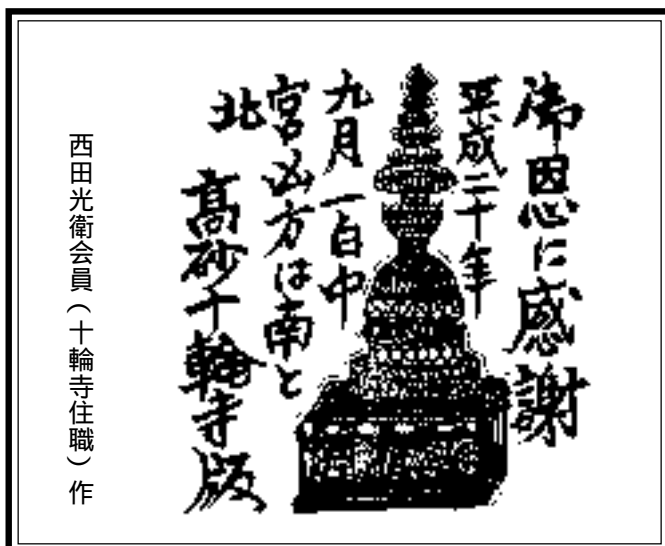 御恩に感謝
平成二十年
九月一白中
宮凶方は南と
北
高砂十輪寺版
西田光衛会員（十輪寺住職）作